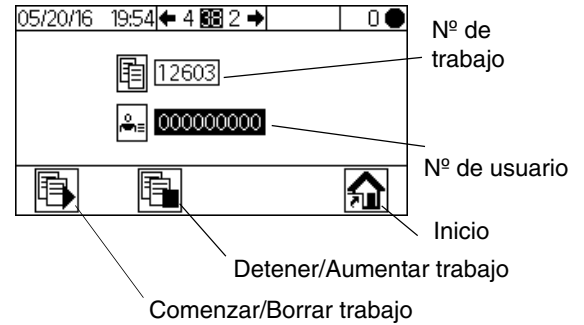 05/20/16 19:54 ← 4 38 2 → 0
Nº de
trabajo
12603
000000000
Nº de usuario
Inicio
Detener/Aumentar trabajo
Comenzar/Borrar trabajo